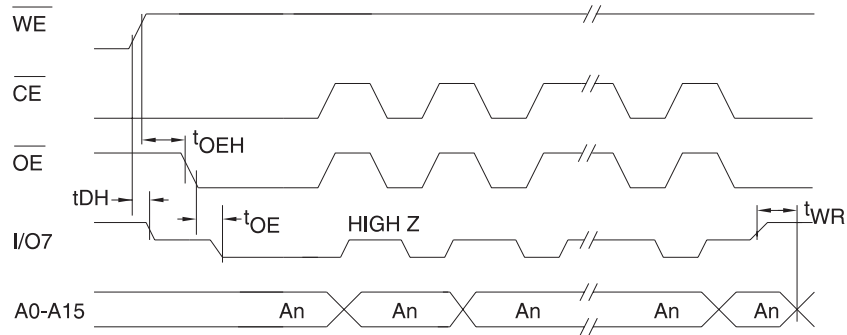 WE
CE
tOEH
OE
tDH
tOE
HIGH Z
tWR
I/O7
A0-A15 An An An An An